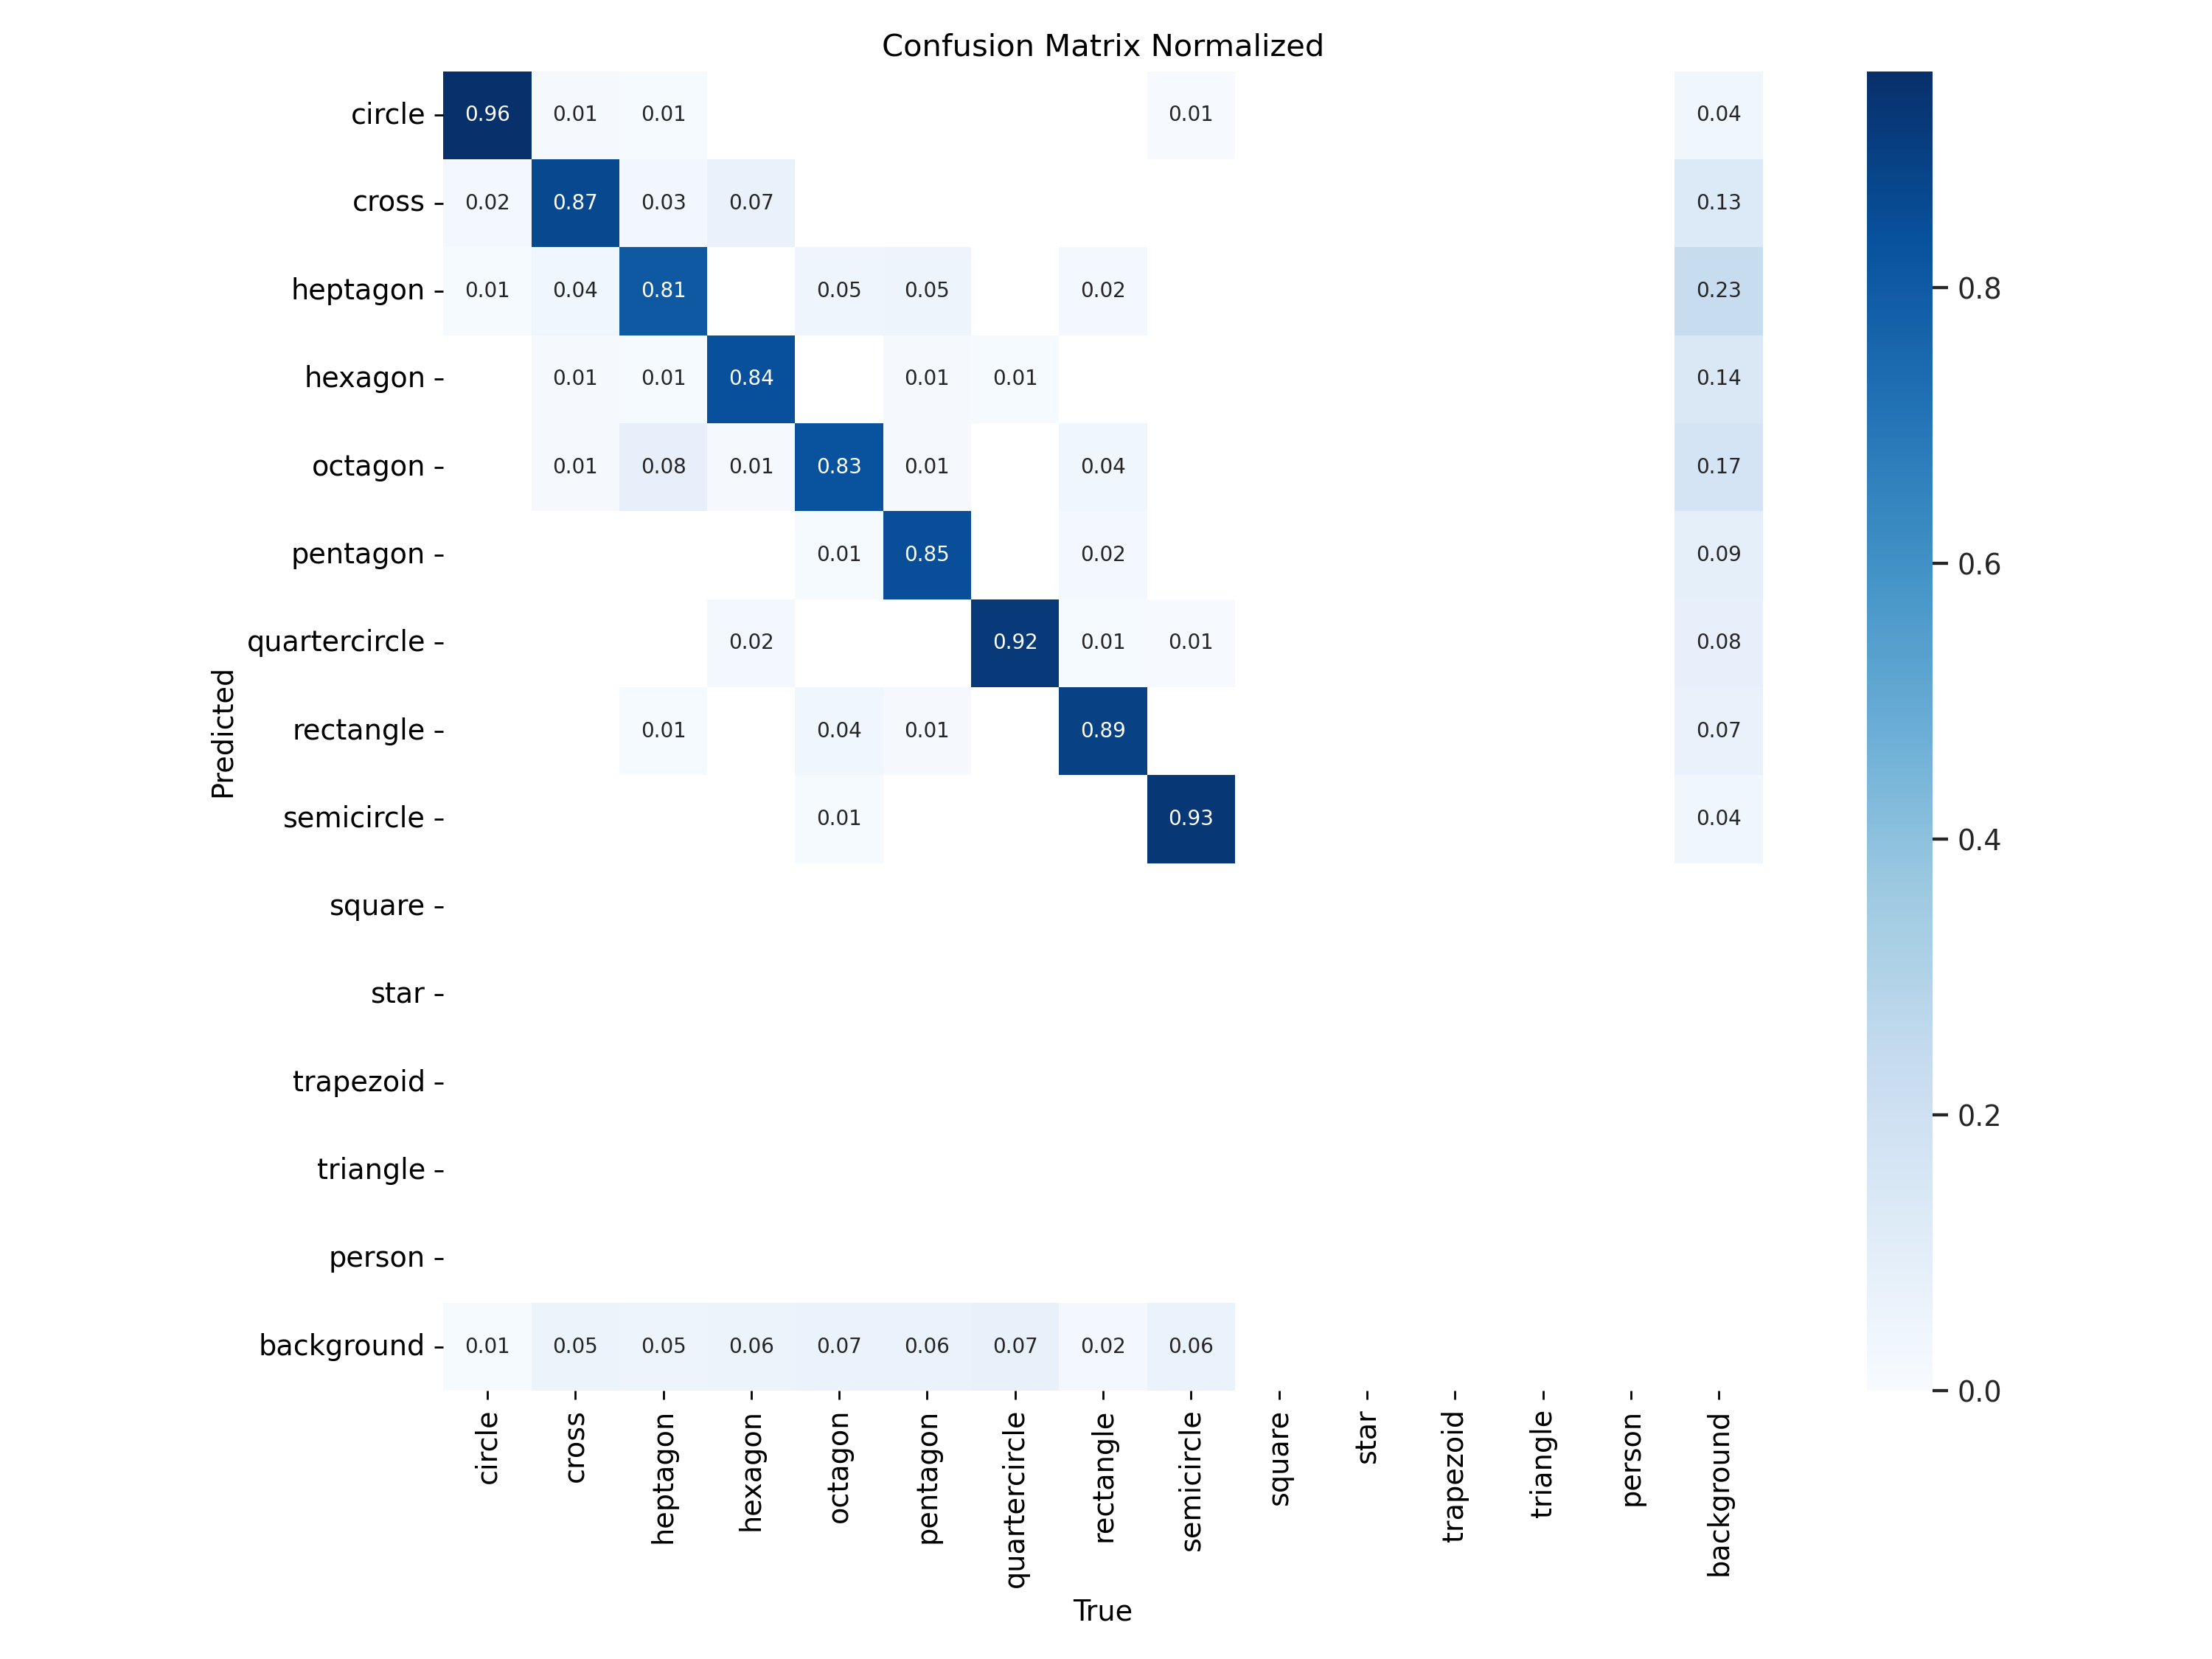 Confusion Matrix Normalized
circle 0.96 0.01 0.01 0.01 0.04
cross 0.02 0.87 0.03 0.07 0.13
heptagon 0.01 0.04 0.81 0.05 0.05 0.02 0.23 0.8
hexagon 0.01 0.01 0.84 0.01 0.01 0.14
octagon 0.01 0.08 0.01 0.83 0.01 0.04 0.17
pentagon 0.01 0.85 0.02 0.09 0.6
quartercircle 0.02 0.92 0.01 0.01 0.08
Predicted
rectangle 0.01 0.04 0.01 0.89 0.07
semicircle 0.01 0.93 0.04 0.4
square
star
trapezoid 0.2
triangle
person
background 0.01 0.05 0.05 0.06 0.07 0.06 0.07 0.02 0.06 0.0
circle cross heptagon hexagon octagon pentagon quartercircle rectangle semicircle square star trapezoid triangle person background
True